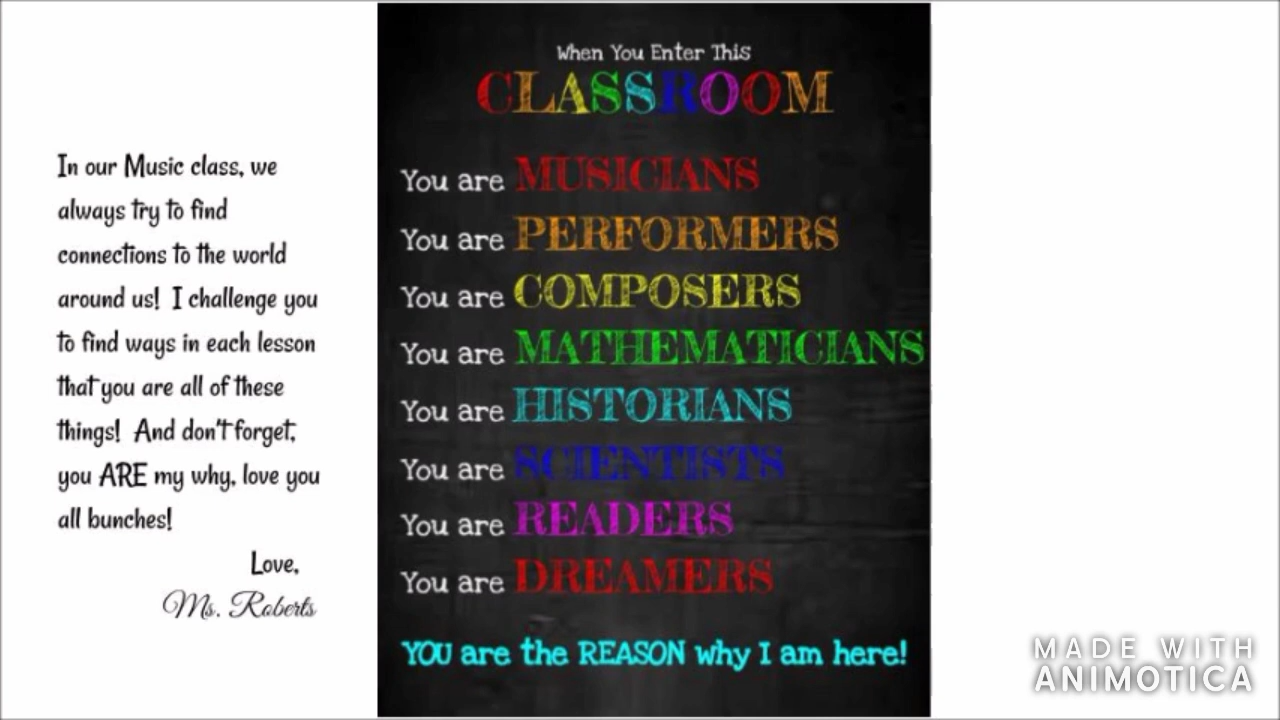 In our Music class, we
always try to find
connections to the world
around us! I challenge you
to find ways in each lesson
that you are all of these
things! And don't forget,
you ARE my why, love you
all bunches!
Love,
Ms. Roberts
When You Enter This
CLASSROOM
You are MUSICIANS
You are PERFORMERS
You are COMPOSERS
You are MATHEMATICIANS
You are HISTORIANS
You are SCIENTISTS
You are READERS
You are DREAMERS
YOU are the REASON why I am here!
MADE WITH
ANIMOTICA